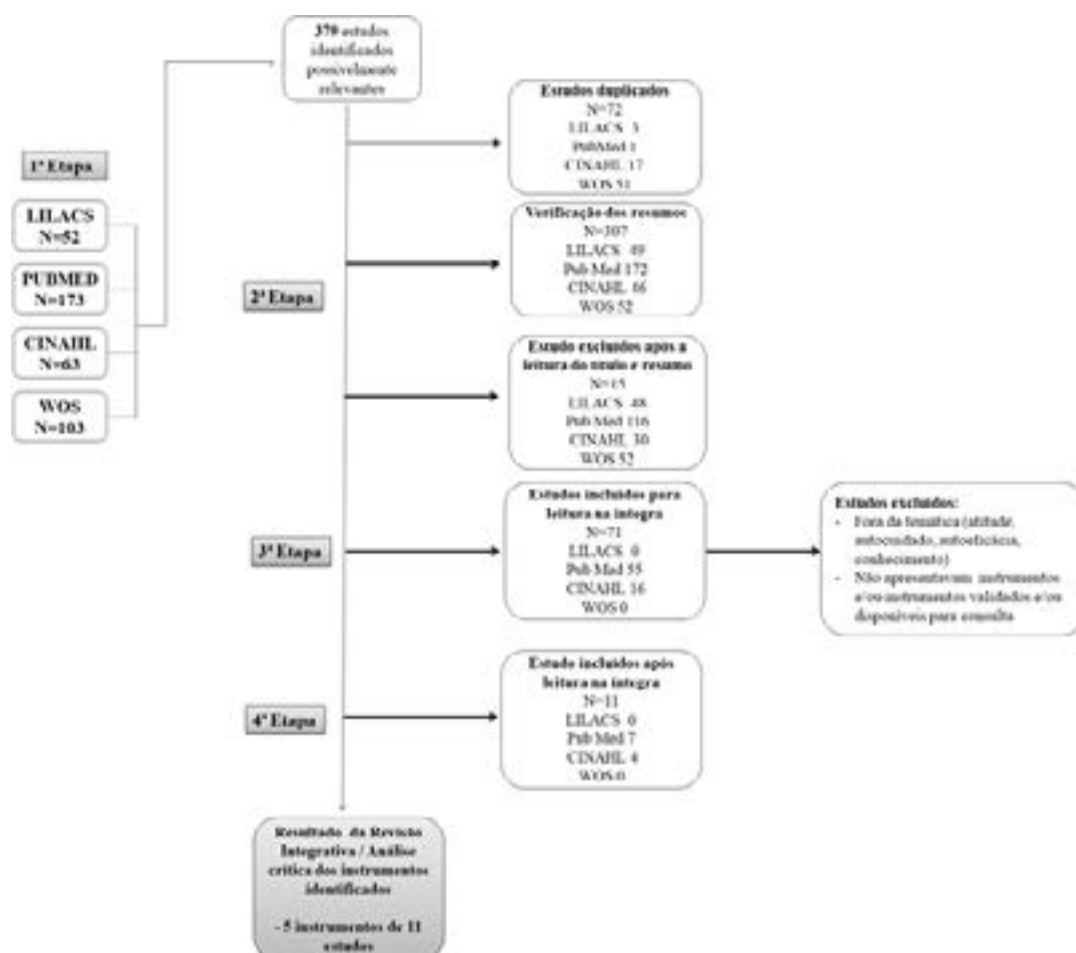 379 estudos
identificados
possivelmente
relevantes
1ª Etapa
LILACS
N=52
PUBMED
N=173
CINAHL
N=63
WOS
N=103
2ª Etapa
Estudos duplicados
N=72
LILACS 3
PubMed 1
CINAHL 17
WOS 51
Verificação dos resumos
N=307
LILACS 49
Pub Med 172
CINAHL 46
WOS 52
Estudo excluídos após a
leitura do título e resumo
N=15
LILACS 48
Pub Med 116
CINAHL 30
WOS 52
3ª Etapa
Estudos incluídos para
leitura na íntegra
N=71
LILACS 0
Pub Med 55
CINAHL 16
WOS 0
Estudos excluídos:
- Fora da temática (atitude,
autocuidado, autoeficácia,
conhecimento)
- Não apresentavam instrumentos
e/ou instrumentos validados e/ou
disponíveis para consulta
4ª Etapa
Estudo incluídos após
leitura na íntegra
N=11
LILACS 0
Pub Med 7
CINAHL 4
WOS 0
Resultado da Revisão
Integrativa / Análise
crítica dos instrumentos
identificados
- 5 instrumentos de 11
estudos